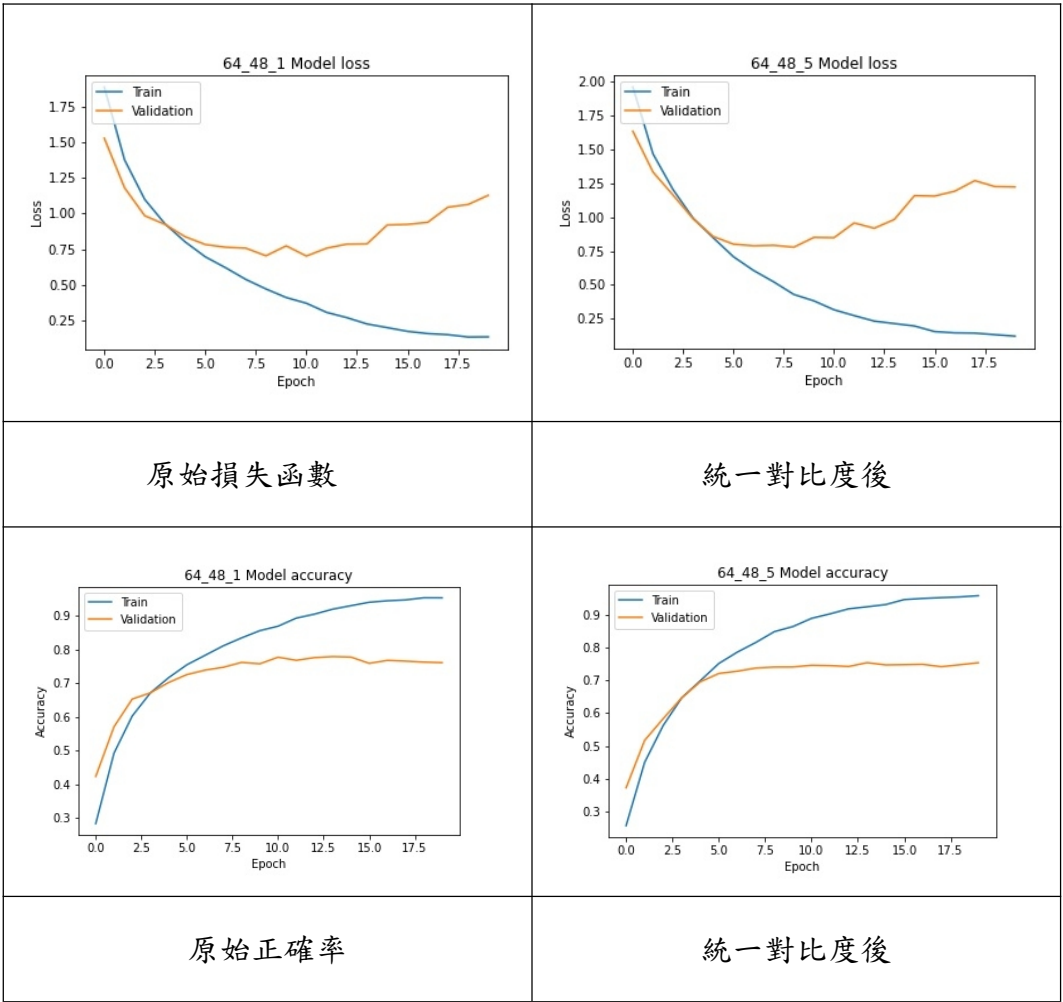 64_48_1 Model loss
Train
Validation
1.75
1.50
1.25
1.00
0.75
0.50
0.25
Loss
0.0 2.5 5.0 7.5 10.0 12.5 15.0 17.5
Epoch
64_48_5 Model loss
Train
Validation
2.00
1.75
1.50
1.25
1.00
0.75
0.50
0.25
Loss
0.0 2.5 5.0 7.5 10.0 12.5 15.0 17.5
Epoch
原始損失函數
統一對比度後
64_48_1 Model accuracy
Train
Validation
0.9
0.8
0.7
0.6
0.5
0.4
0.3
Accuracy
0.0 2.5 5.0 7.5 10.0 12.5 15.0 17.5
Epoch
64_48_5 Model accuracy
Train
Validation
0.9
0.8
0.7
0.6
0.5
0.4
0.3
Accuracy
0.0 2.5 5.0 7.5 10.0 12.5 15.0 17.5
Epoch
原始正確率
統一對比度後